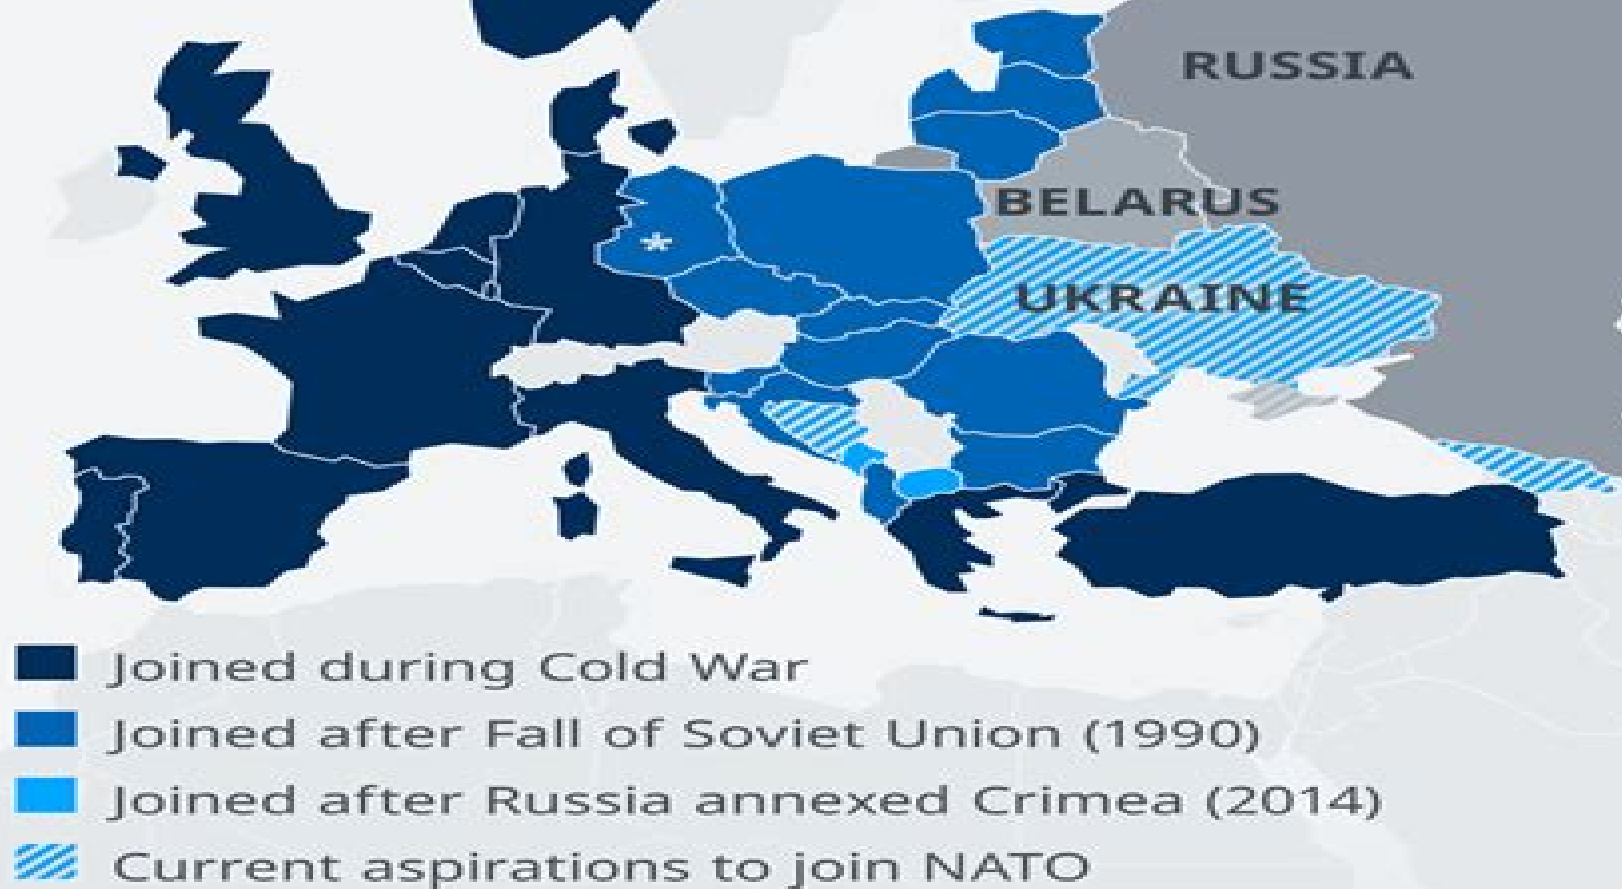 RUSSIA
BELARUS
*
UKRAINE
Joined during Cold War
Joined after Fall of Soviet Union (1990)
Joined after Russia annexed Crimea (2014)
Current aspirations to join NATO